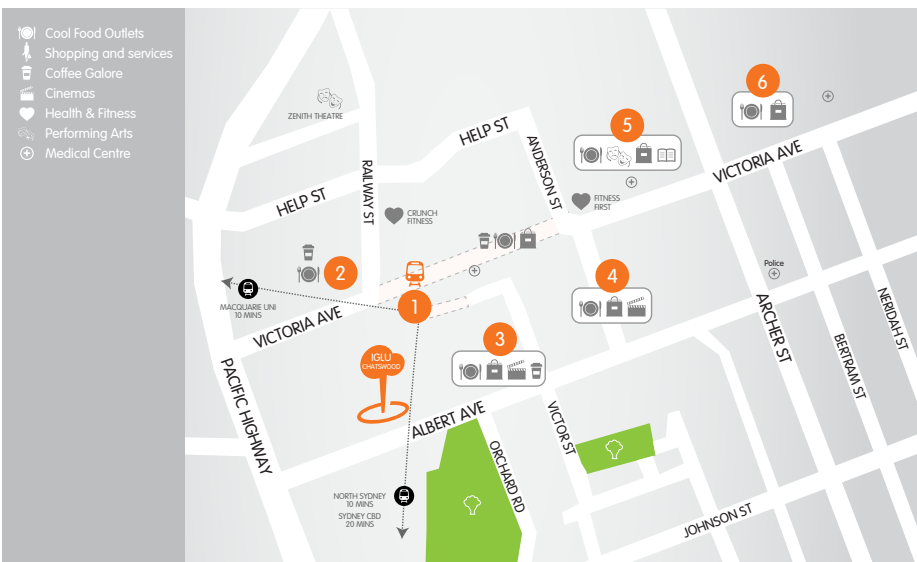 Cool Food Outlets
Shopping and services
Coffee Galore
Cinemas
Health & Fitness
Performing Arts
Medical Centre
6
ZENITH THEATRE
5
HELP ST
ANDERSON ST
VICTORIA AVE
RAILWAY ST
HELP ST
FITNESS
FIRST
CRUNCH
FITNESS
2
Police
4
MACQUARIE UNI
10 MINS
1
VICTORIA AVE
ARCHER ST
NERIDAH ST
BERTRAM ST
3
IGLU
CHATSWOOD
PACIFIC HIGHWAY
ALBERT AVE
VICTOR ST
ORCHARD RD
NORTH SYDNEY
10 MINS
SYDNEY CBD
20 MINS
JOHNSON ST